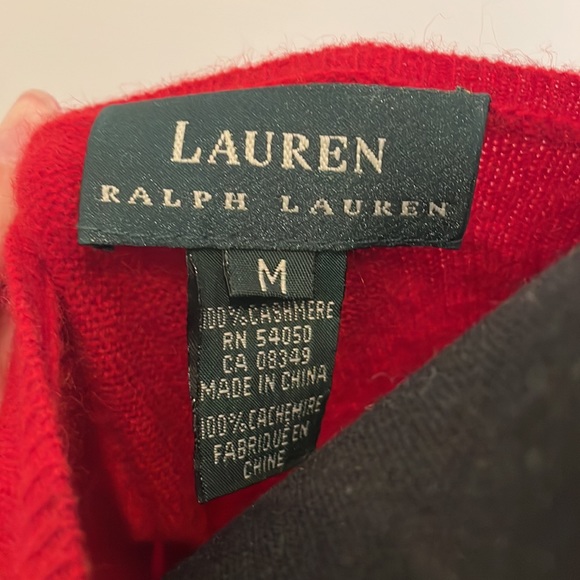 LAUREN
RALPH LAUREN
M
100% CASHMERE
RN 54050
CA 08349
MADE IN CHINA
100% CACHEMIRE
FABRIQUE EN
CHINE